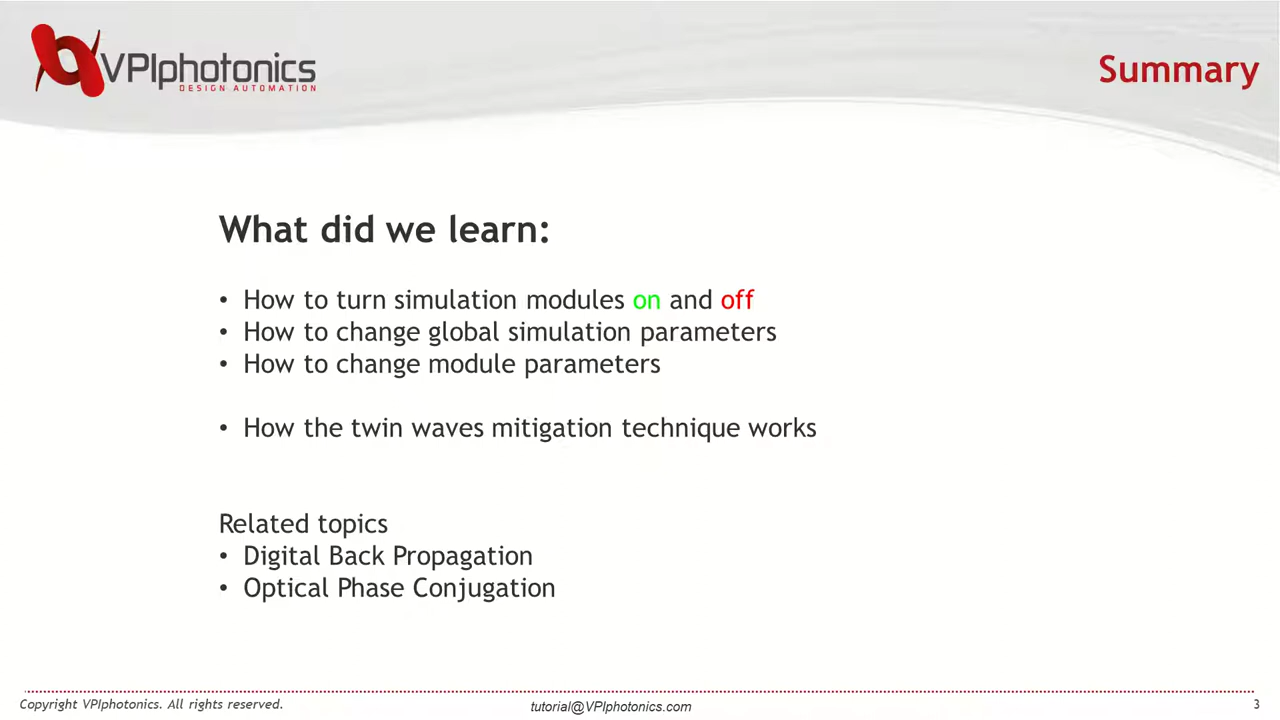 VPIphotonics
DESIGN AUTOMATION
Summary
What did we learn:
• How to turn simulation modules on and off
• How to change global simulation parameters
• How to change module parameters
• How the twin waves mitigation technique works
Related topics
• Digital Back Propagation
• Optical Phase Conjugation
Copyright VPIphotonics. All rights reserved.
tutorial@VPIphotonics.com
3